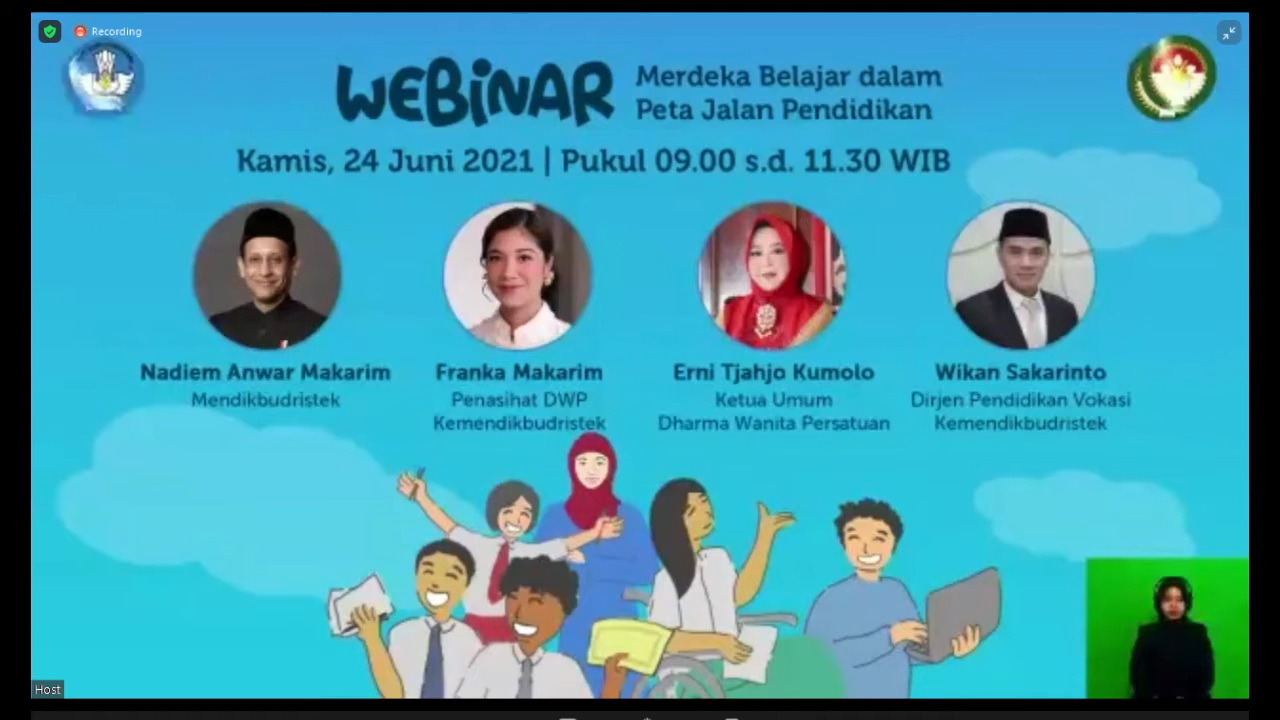 Recording
WEBiNAR
Merdeka Belajar dalam
Peta Jalan Pendidikan
Kamis, 24 Juni 2021 | Pukul 09.00 s.d. 11.30 WIB
Nadiem Anwar Makarim
Mendikbudristek
Franka Makarim
Penasihat DWP
Kemendikbudristek
Erni Tjahjo Kumolo
Ketua Umum
Dharma Wanita Persatuan
Wikan Sakarinto
Dirjen Pendidikan Vokasi
Kemendikbudristek
Host